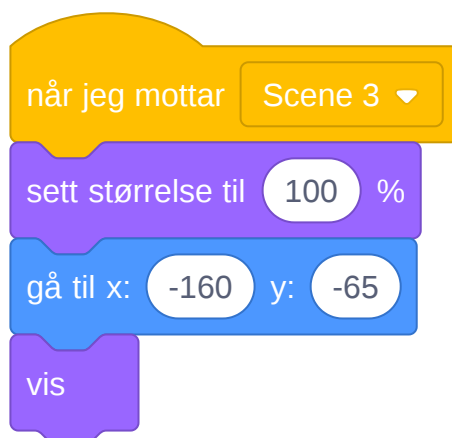 når jeg mottar Scene 3
sett størrelse til 100 %
gå til x: -160 y: -65
vis